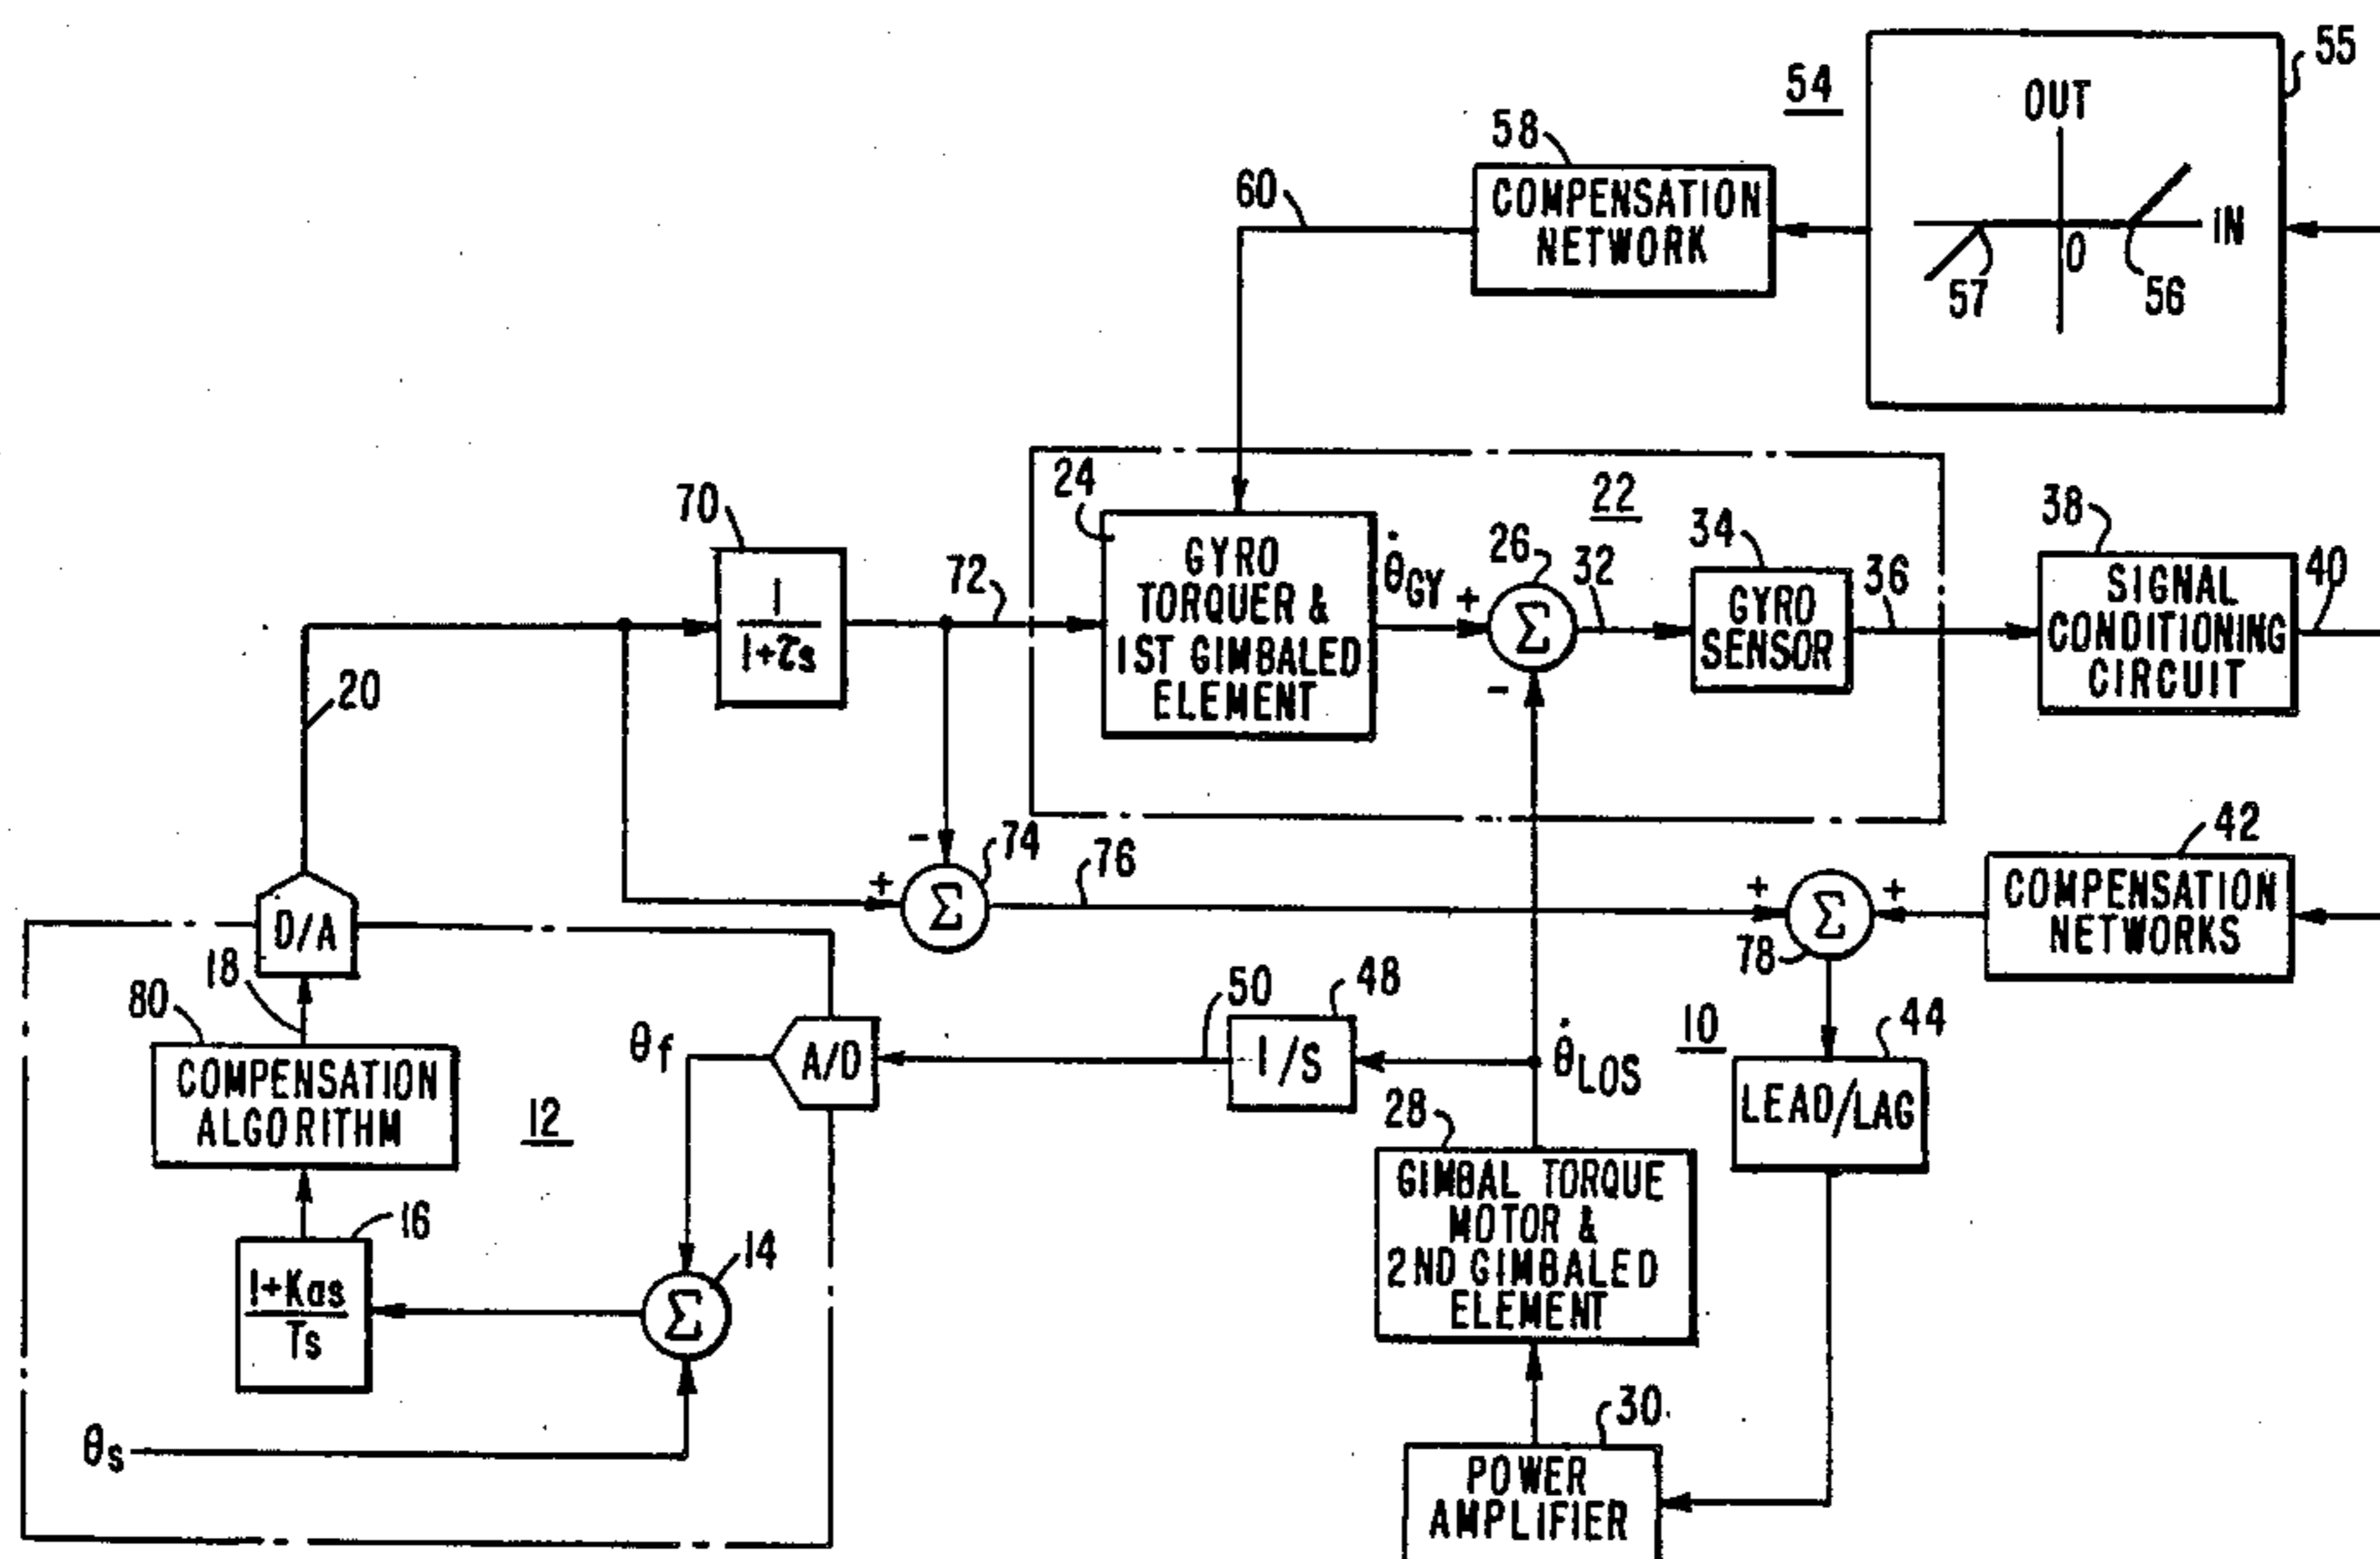 55
54
OUT
IN
0
57
56
58
COMPENSATION
NETWORK
60
24
22
70
1
1+τs
72
GYRO
TORQUER &
1ST GIMBALED
ELEMENT
θ̇GY
+
-
26
Σ
32
34
GYRO
SENSOR
36
38
SIGNAL
CONDITIONING
CIRCUIT
40
20
-
+
Σ
74
76
+
+
Σ
78
42
COMPENSATION
NETWORKS
D/A
18
80
COMPENSATION
ALGORITHM
12
θf
A/D
50
48
1/S
θ̇LOS
10
44
LEAD/LAG
28
GIMBAL TORQUE
MOTOR &
2ND GIMBALED
ELEMENT
16
1+Kas
Ts
14
Σ
θs
30
POWER
AMPLIFIER